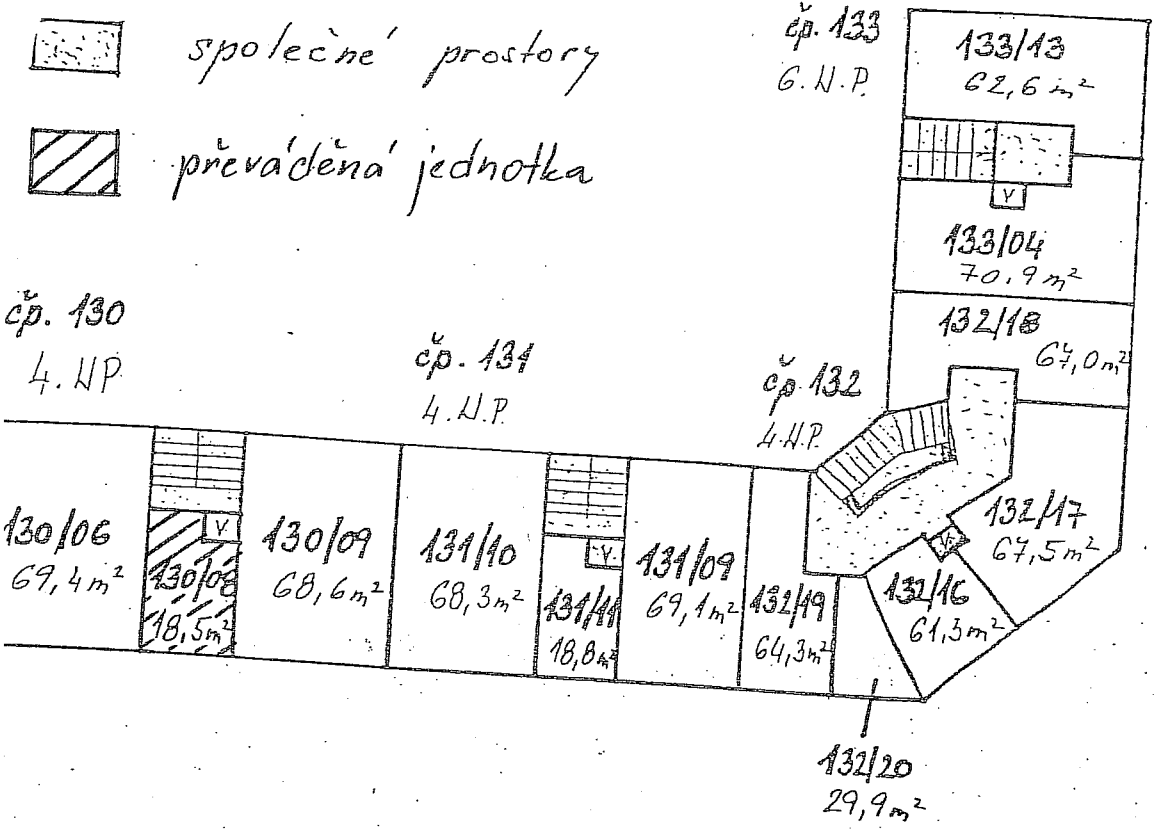 společné prostory
převáděná jednotka
čp. 133
6. N.P.
133/13
62,6 m²
V
133/04
70,9 m²
132/18
67,0 m²
čp. 130
4. NP.
čp. 131
4. N.P.
čp 132
4. N.P.
130/06
69,4 m²
V
130/08
18,5 m²
130/09
68,6 m²
131/10
68,3 m²
V
131/11
18,8 m²
131/09
69,1 m²
132/19
64,3 m²
132/17
67,5 m²
V
132/16
61,3 m²
132/20
29,9 m²